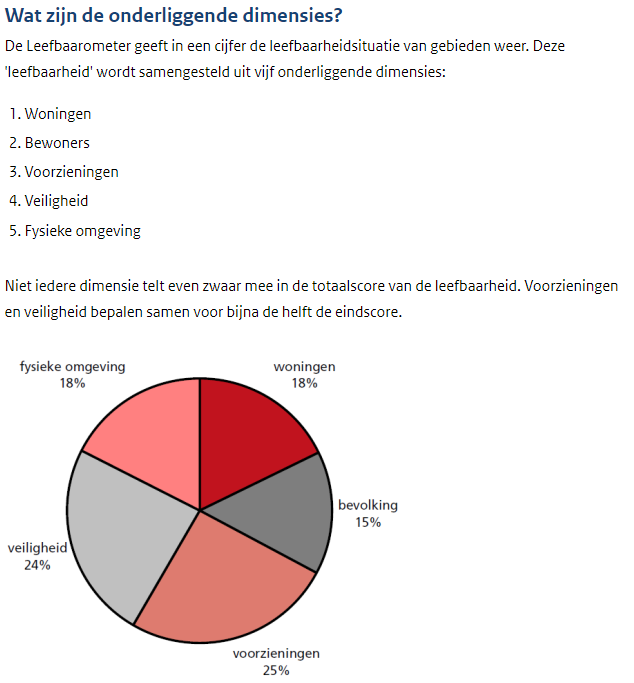 Wat zijn de onderliggende dimensies?
De Leefbaarometer geeft in een cijfer de leefbaarheidsituatie van gebieden weer. Deze
'leefbaarheid' wordt samengesteld uit vijf onderliggende dimensies:
1. Woningen
2. Bewoners
3. Voorzieningen
4. Veiligheid
5. Fysieke omgeving
Niet iedere dimensie telt even zwaar mee in de totaalscore van de leefbaarheid. Voorzieningen
en veiligheid bepalen samen voor bijna de helft de eindscore.
fysieke omgeving
18%
woningen
18%
bevolking
15%
veiligheid
24%
voorzieningen
25%